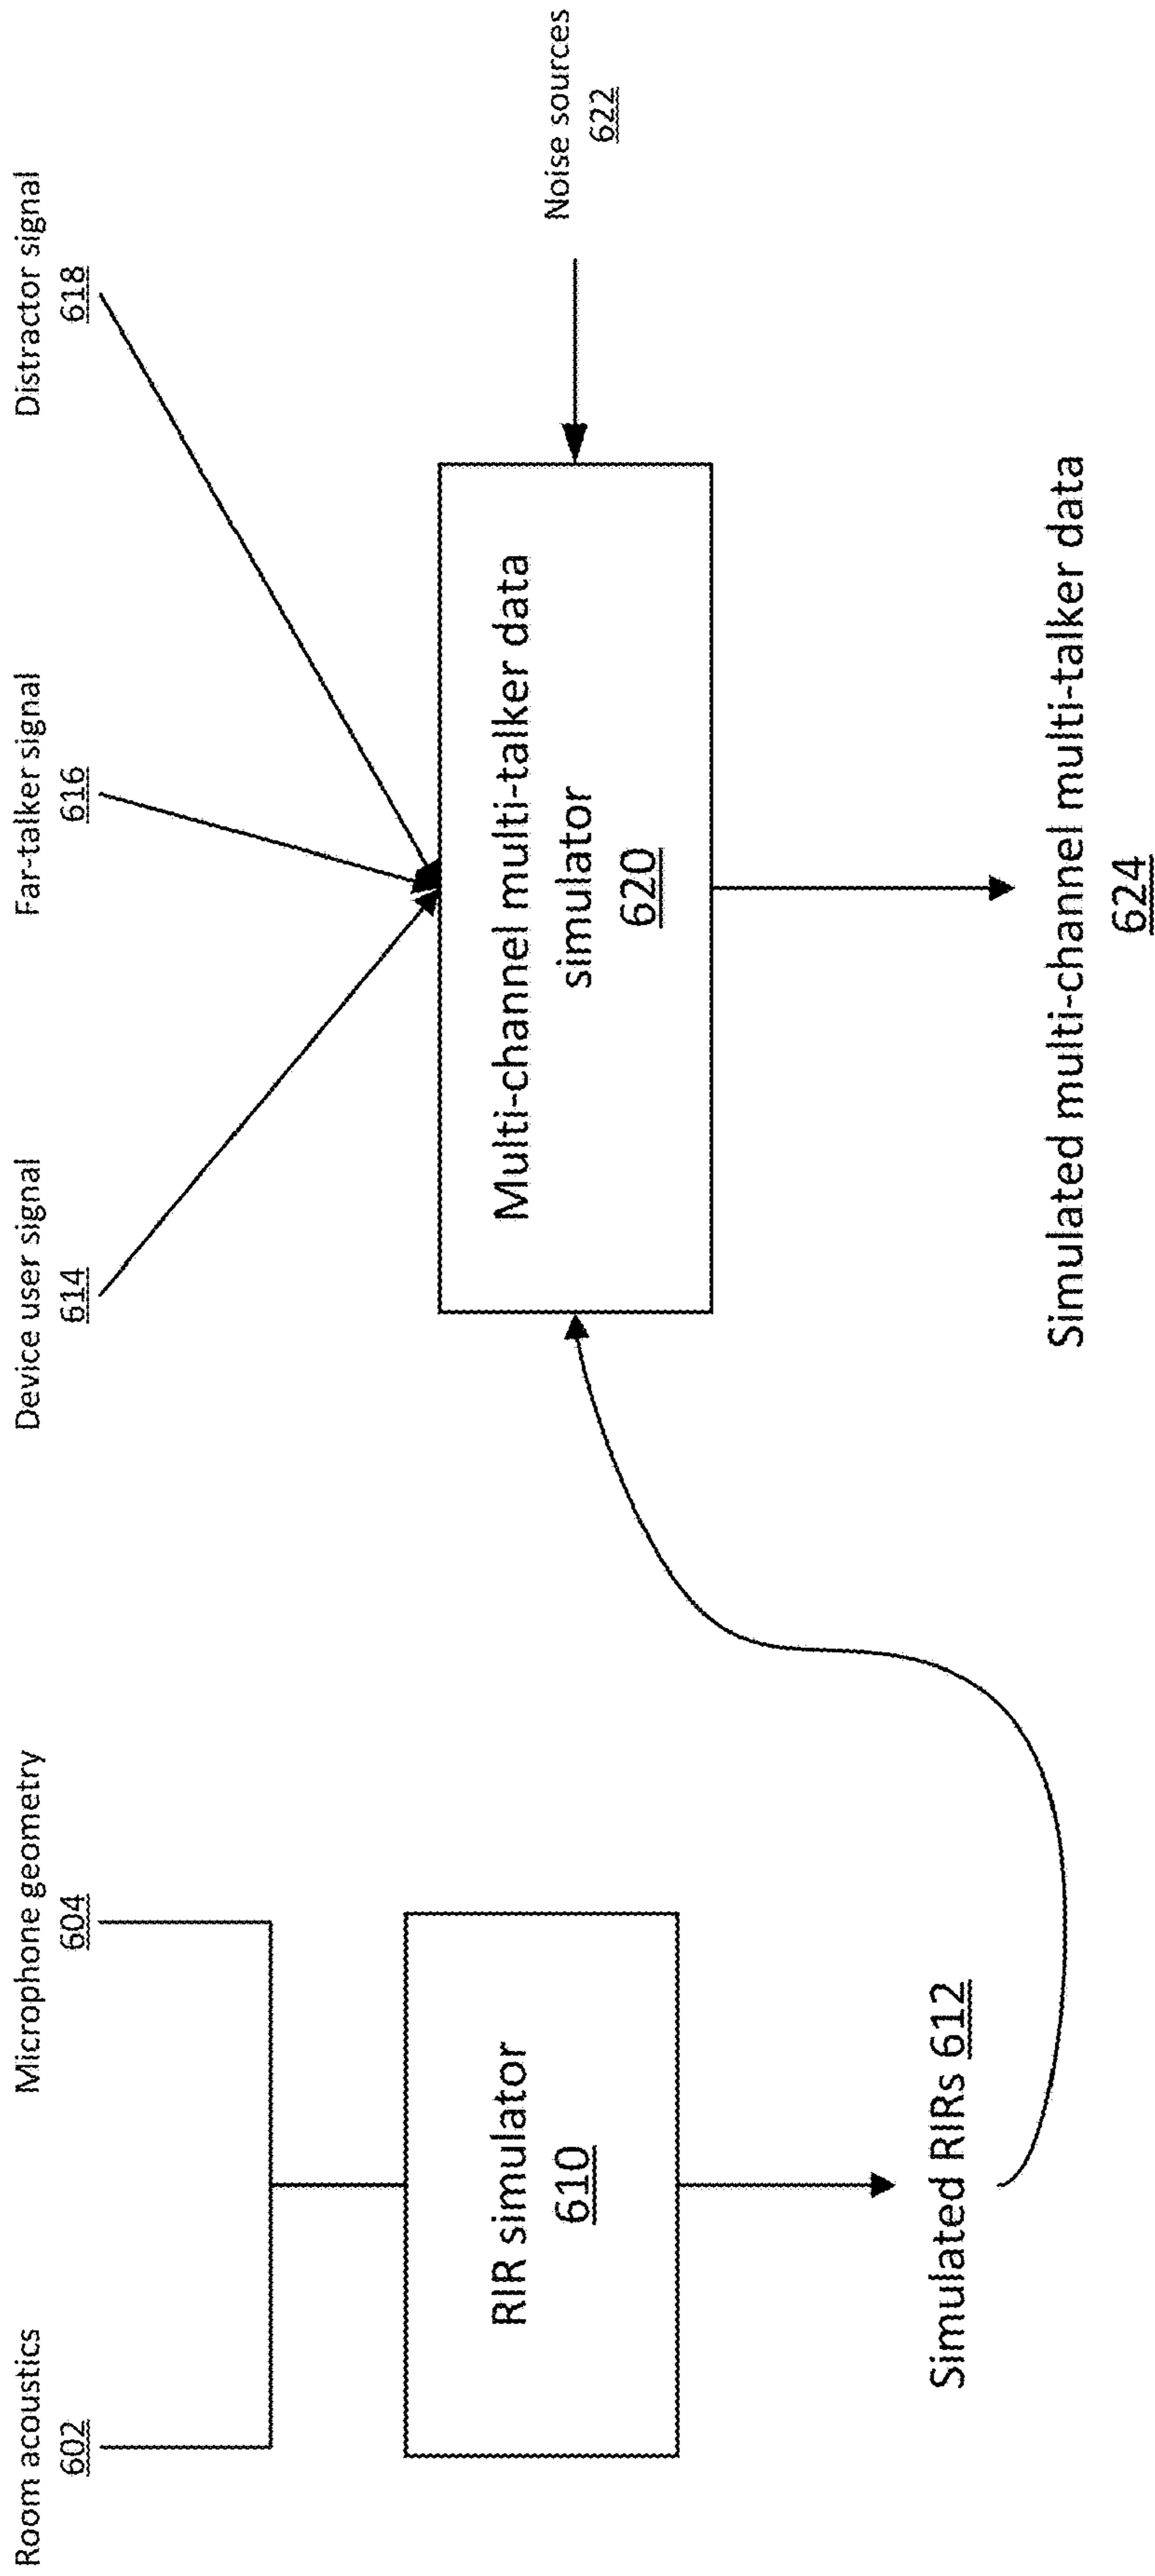 Room acoustics
602
Microphone geometry
604
RIR simulator
610
Simulated RIRs 612
Device user signal
614
Far-talker signal
616
Distractor signal
618
Multi-channel multi-talker data
simulator
620
Noise sources
622
Simulated multi-channel multi-talker data
624